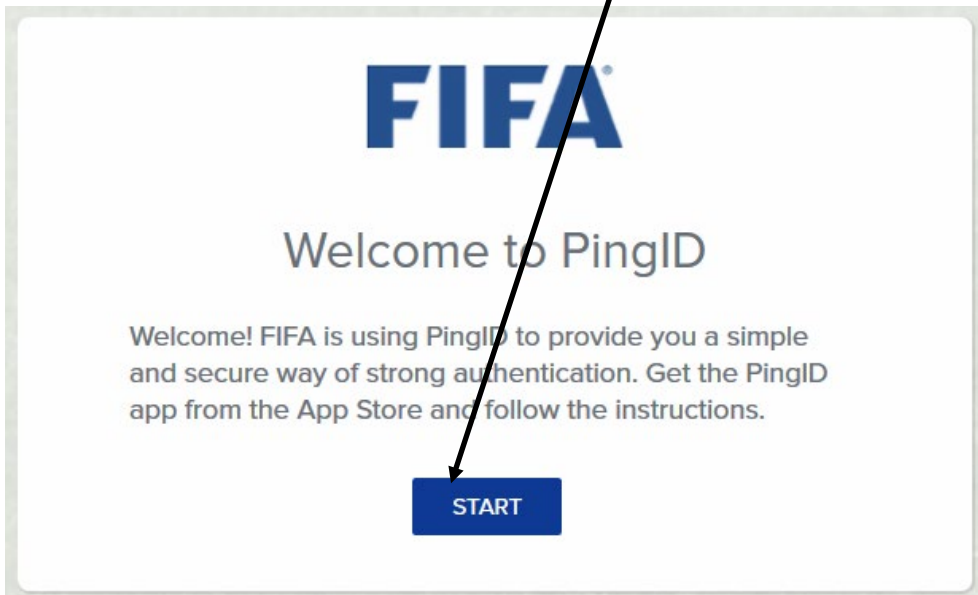 FIFA®
Welcome to PingID
Welcome! FIFA is using PingID to provide you a simple
and secure way of strong authentication. Get the PingID
app from the App Store and follow the instructions.
START